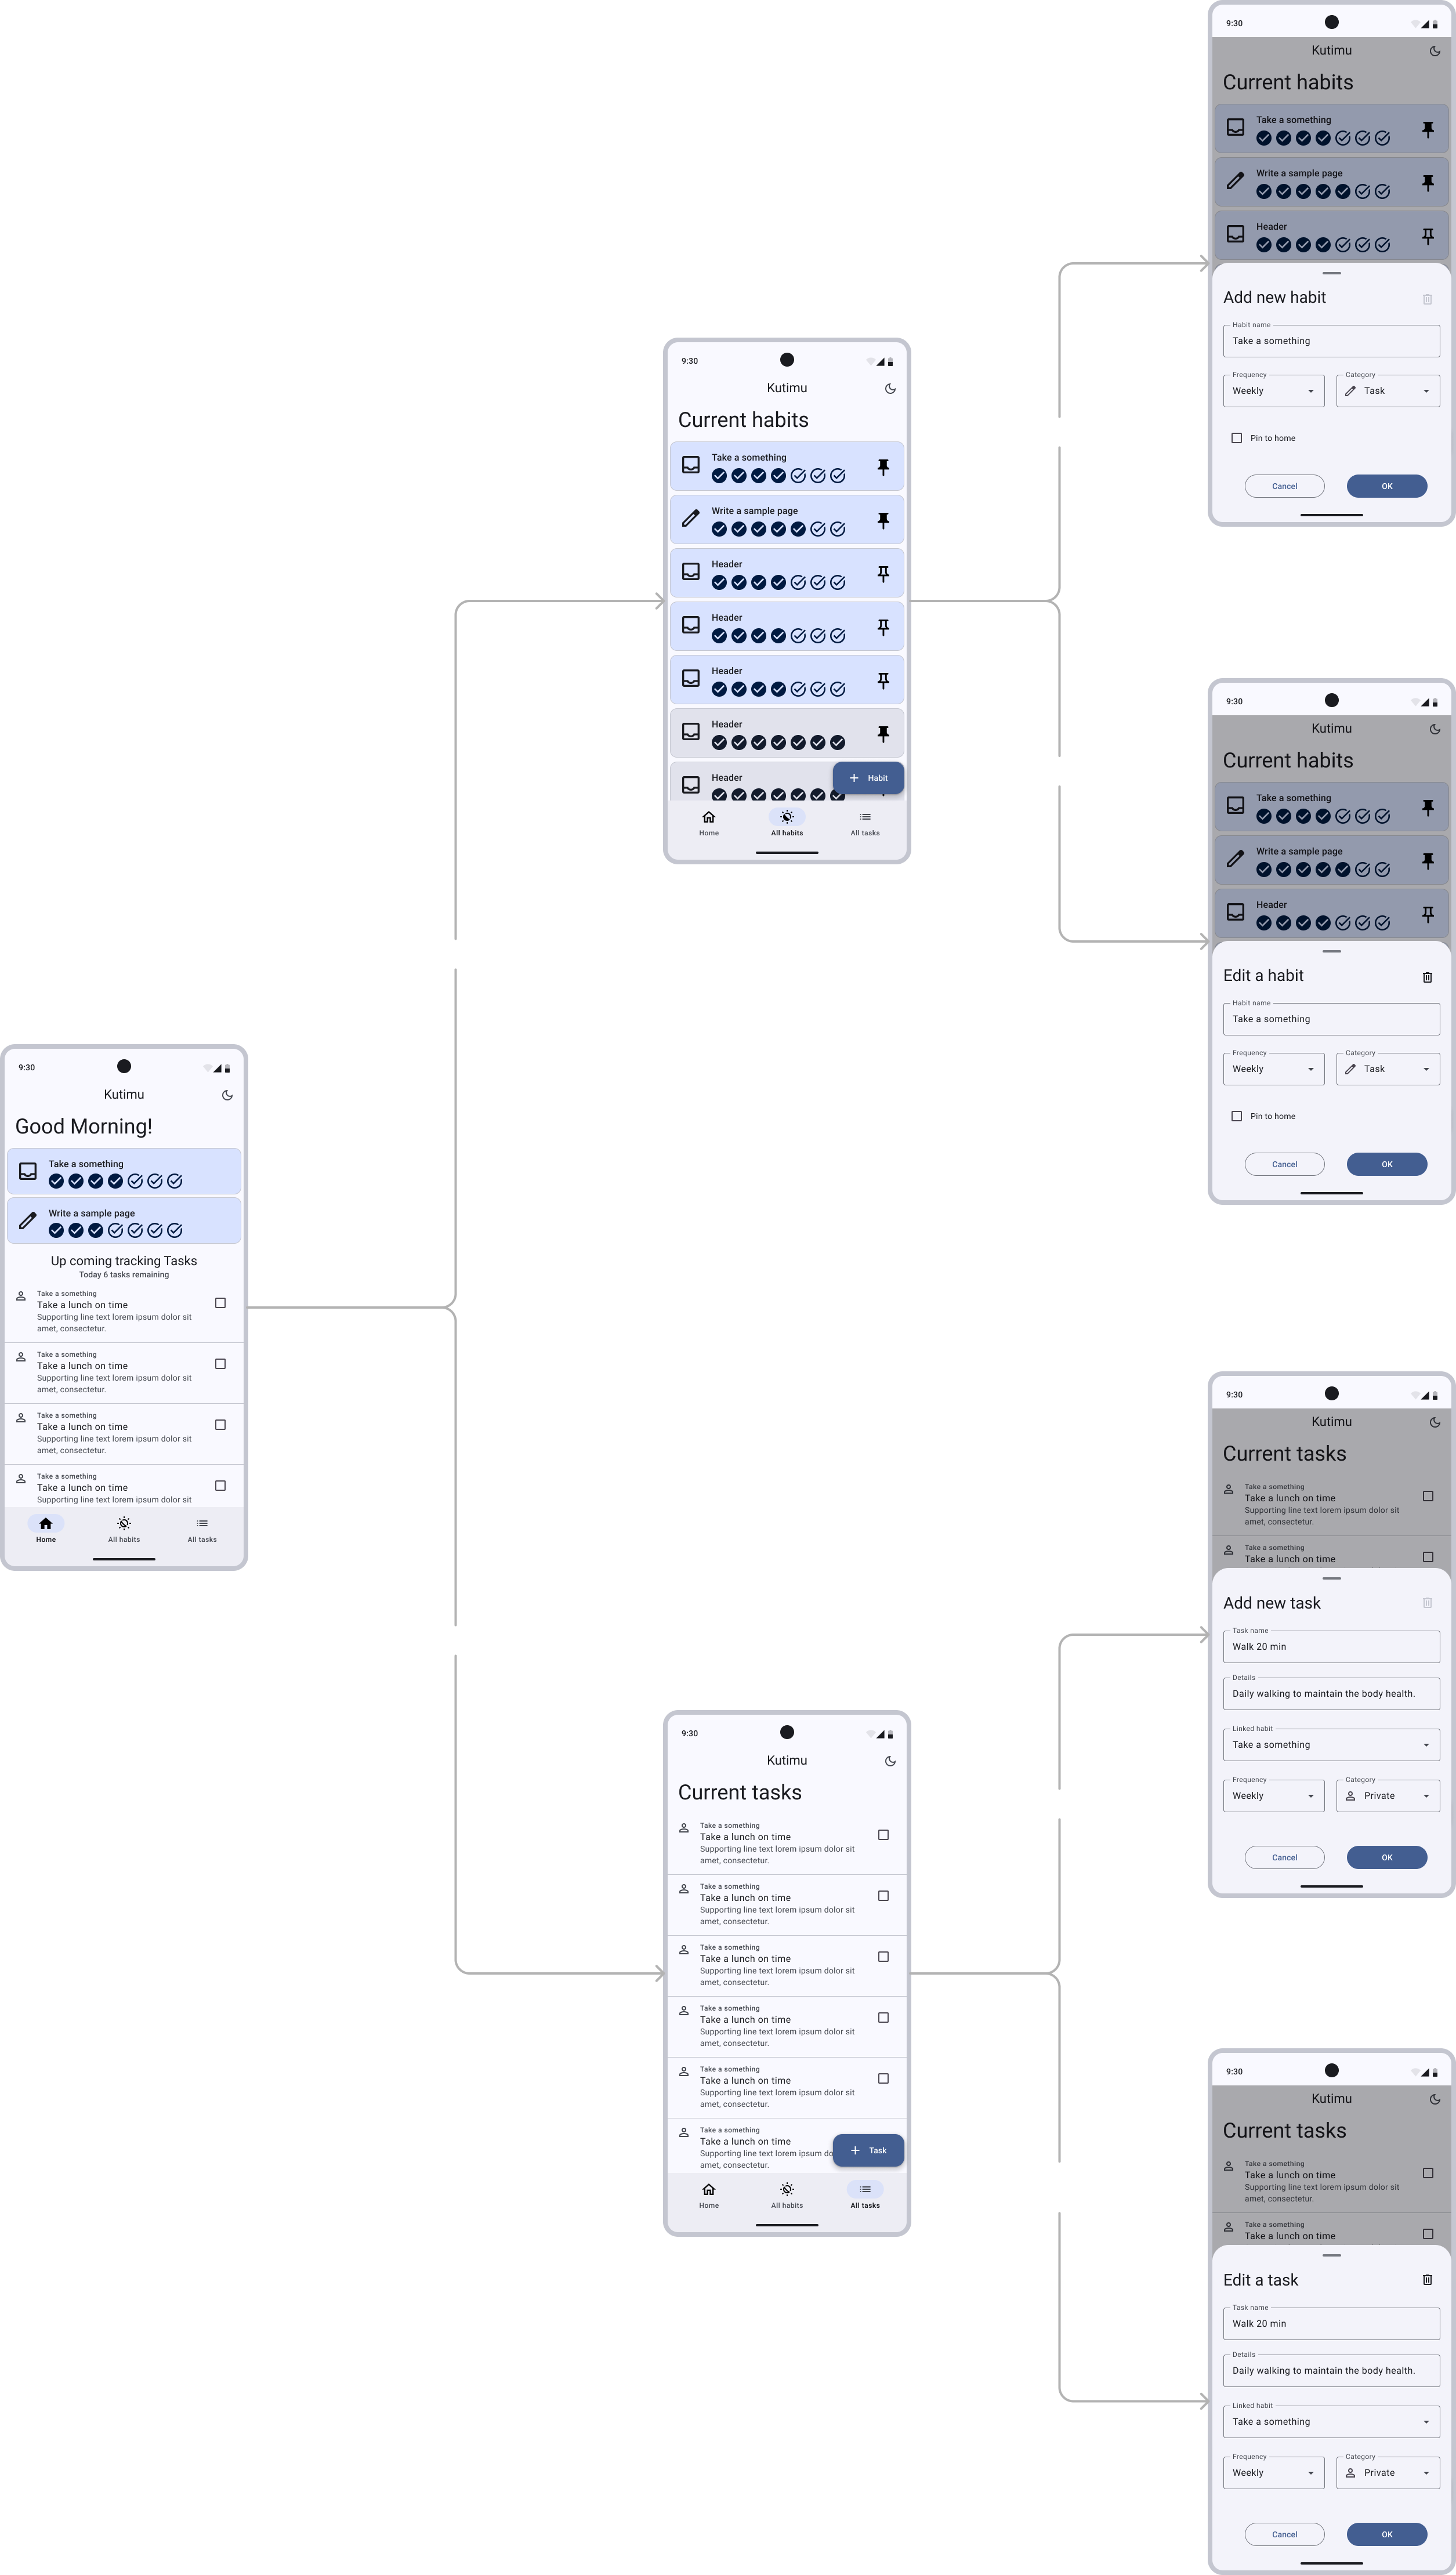 9:30
Kutimu
Good Morning!
Take a something
Write a sample page
Up coming tracking Tasks
Today 6 tasks remaining
Take a something
Take a lunch on time
Supporting line text lorem ipsum dolor sit
amet, consectetur.
Take a something
Take a lunch on time
Supporting line text lorem ipsum dolor sit
amet, consectetur.
Take a something
Take a lunch on time
Supporting line text lorem ipsum dolor sit
amet, consectetur.
Take a something
Take a lunch on time
Supporting line text lorem ipsum dolor sit
Home All habits All tasks
9:30
Kutimu
Current habits
Take a something
Write a sample page
Header
Header
Header
Header
Header
Habit
Home All habits All tasks
9:30
Kutimu
Current tasks
Take a something
Take a lunch on time
Supporting line text lorem ipsum dolor sit
amet, consectetur.
Take a something
Take a lunch on time
Supporting line text lorem ipsum dolor sit
amet, consectetur.
Take a something
Take a lunch on time
Supporting line text lorem ipsum dolor sit
amet, consectetur.
Take a something
Take a lunch on time
Supporting line text lorem ipsum dolor sit
amet, consectetur.
Take a something
Take a lunch on time
Supporting line text lorem ipsum dolor sit
amet, consectetur.
Take a something
Take a lunch on time
Supporting line text lorem ipsum do
amet, consectetur.
Task
Home All habits All tasks
9:30
Kutimu
Current habits
Take a something
Write a sample page
Header
Add new habit
Habit name
Take a something
Frequency Category
Weekly Task
Pin to home
Cancel OK
9:30
Kutimu
Current habits
Take a something
Write a sample page
Header
Edit a habit
Habit name
Take a something
Frequency Category
Weekly Task
Pin to home
Cancel OK
9:30
Kutimu
Current tasks
Take a something
Take a lunch on time
Supporting line text lorem ipsum dolor sit
amet, consectetur.
Take a something
Take a lunch on time
Add new task
Task name
Walk 20 min
Details
Daily walking to maintain the body health.
Linked habit
Take a something
Frequency Category
Weekly Private
Cancel OK
9:30
Kutimu
Current tasks
Take a something
Take a lunch on time
Supporting line text lorem ipsum dolor sit
amet, consectetur.
Take a something
Take a lunch on time
Edit a task
Task name
Walk 20 min
Details
Daily walking to maintain the body health.
Linked habit
Take a something
Frequency Category
Weekly Private
Cancel OK